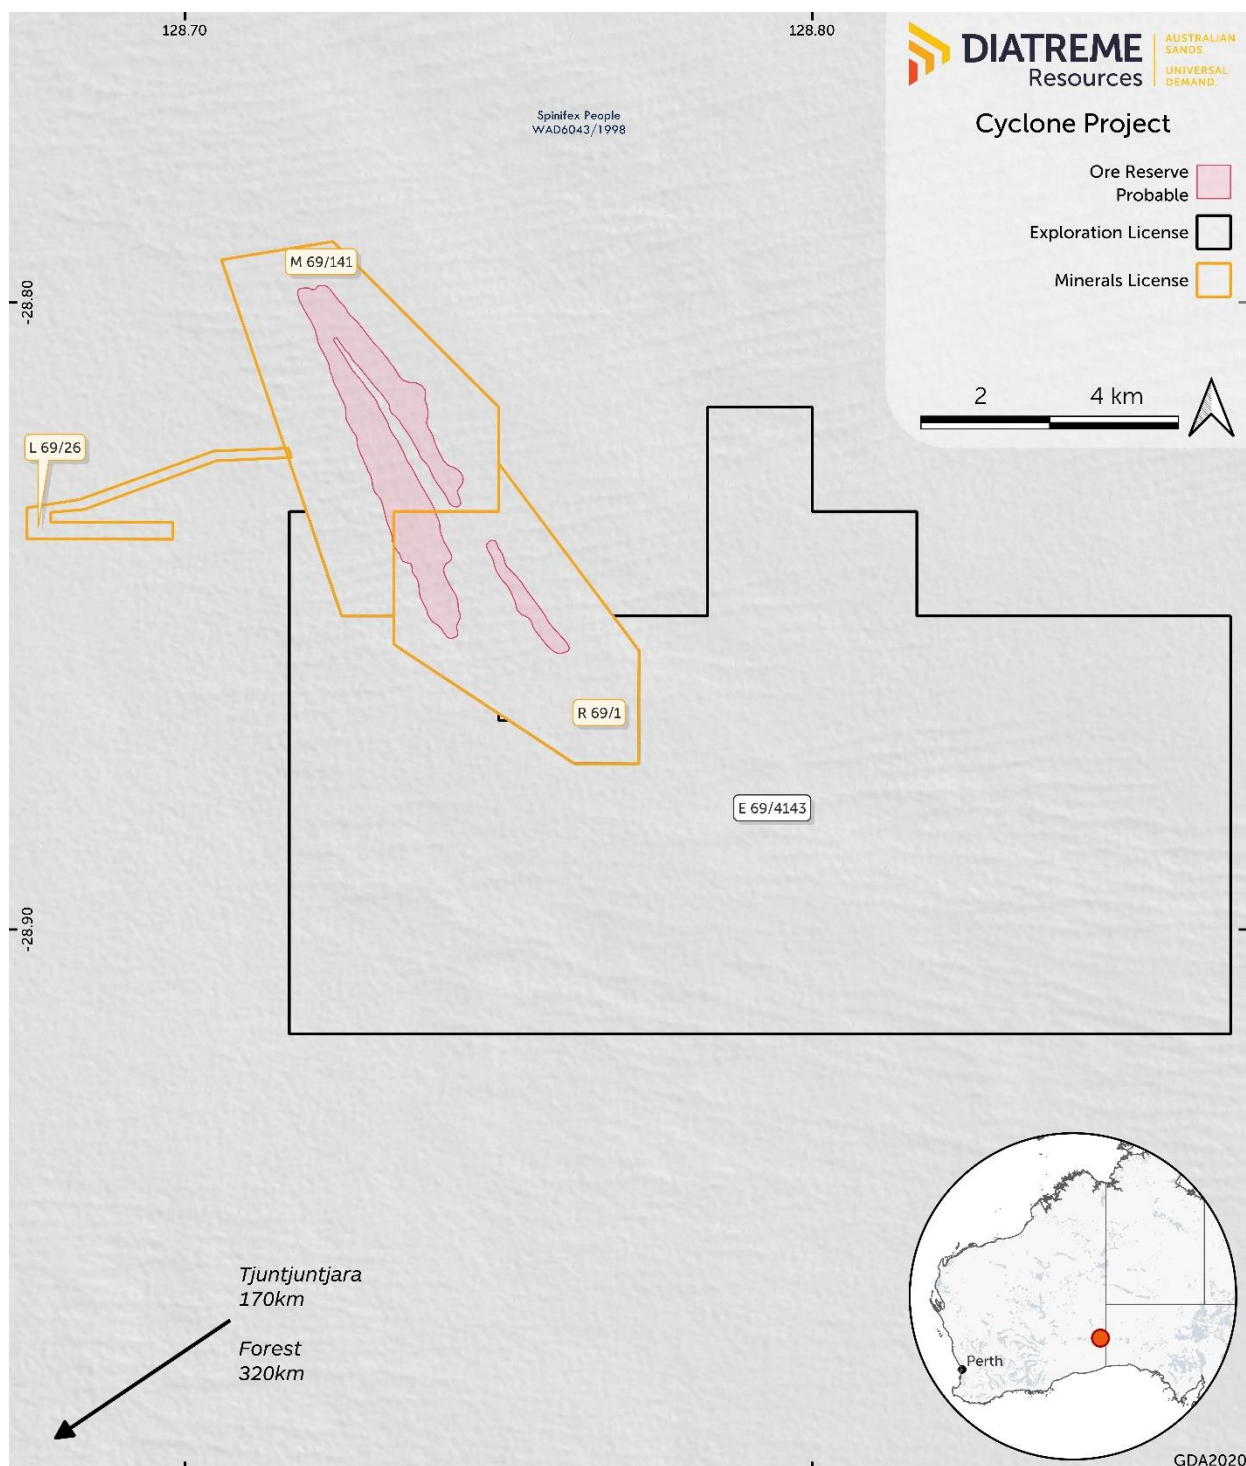 128.70
128.80
DIATREME
Resources
AUSTRALIAN
SANDS.
UNIVERSAL
DEMAND.
Spinifex People
WAD6043/1998
Cyclone Project
Ore Reserve
Probable
Exploration License
Minerals License
M 69/141
-28.80
2
4 km
L 69/26
R 69/1
E 69/4143
-28.90
Tjuntjuntjara
170km
Forest
320km
Perth
GDA2020